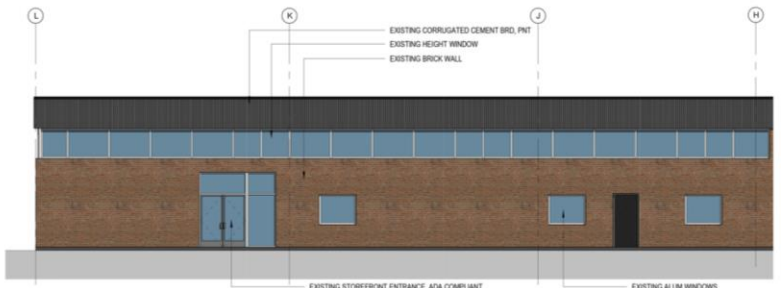 L
K
J
H
EXISTING CORRUGATED CEMENT BRD, PNT
EXISTING HEIGHT WINDOW
EXISTING BRICK WALL
EXISTING STOREFRONT ENTRANCE, ADA COMPLIANT
EXISTING ALUM WINDOWS